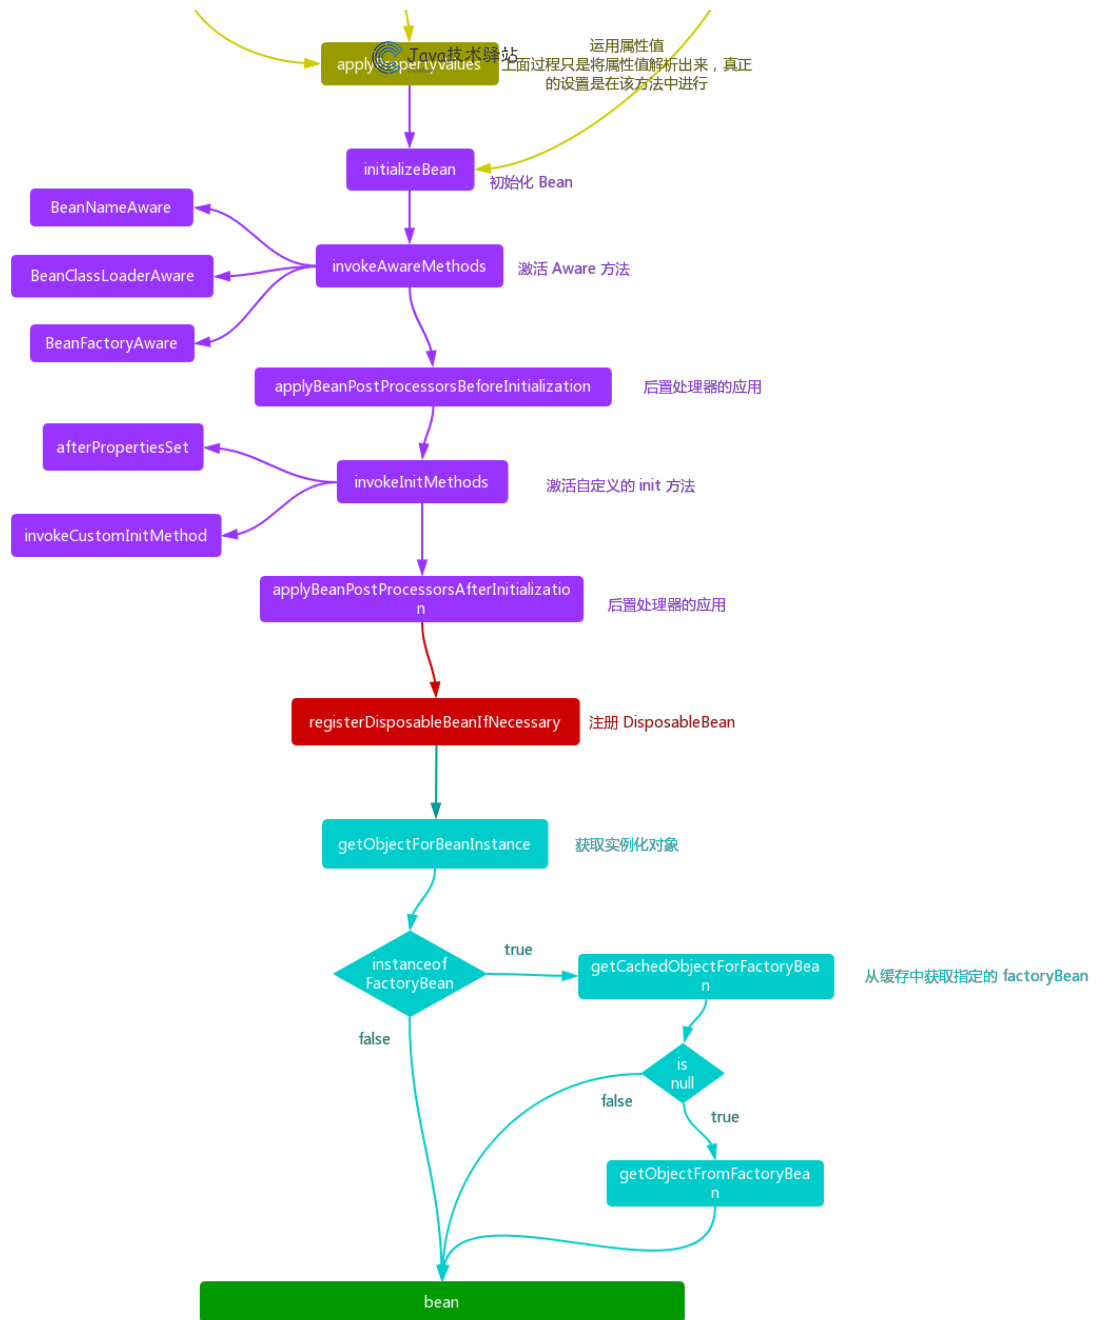 Java技术驿站
applyPropertyValues
运用属性值
上面过程只是将属性值解析出来，真正
的设置是在该方法中进行
initializeBean
初始化 Bean
BeanNameAware
BeanClassLoaderAware
invokeAwareMethods
激活 Aware 方法
BeanFactoryAware
applyBeanPostProcessorsBeforeInitialization
后置处理器的应用
afterPropertiesSet
invokeInitMethods
激活自定义的 init 方法
invokeCustomInitMethod
applyBeanPostProcessorsAfterInitializatio
n
后置处理器的应用
registerDisposableBeanIfNecessary
注册 DisposableBean
getObjectForBeanInstance
获取实例化对象
instanceof
FactoryBean
true
getCachedObjectForFactoryBea
n
从缓存中获取指定的 factoryBean
false
is
null
false
true
getObjectFromFactoryBea
n
bean